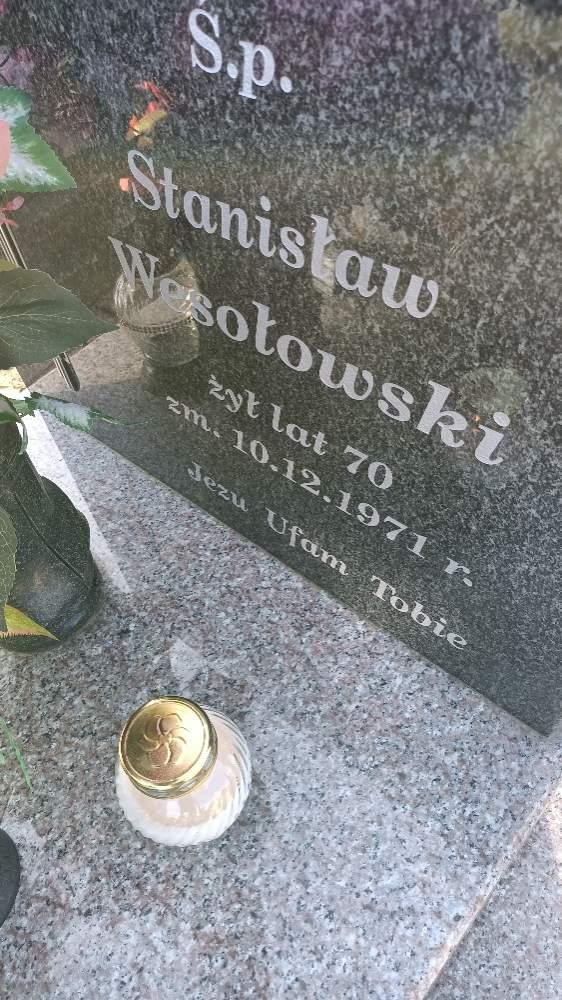 Ś.p.
Stanisław
Wesołowski
żył lat 70
zm. 10.12.1971 r.
Jezu Ufam Tobie